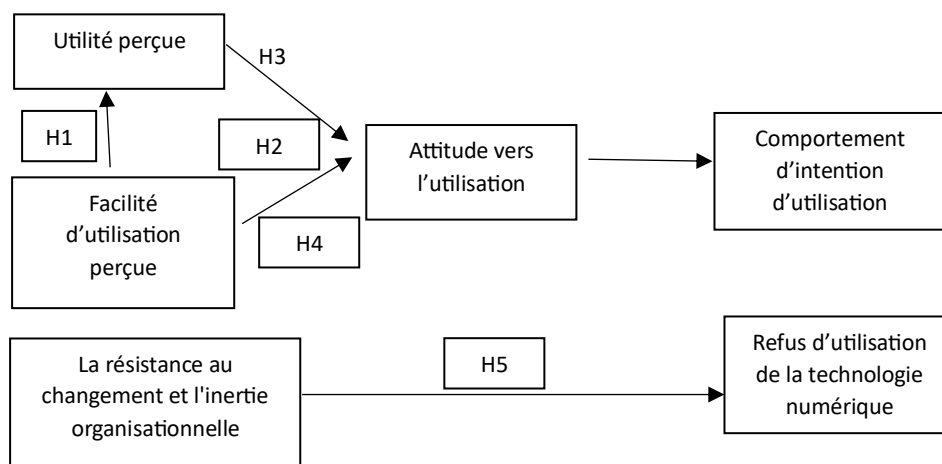 Utilité perçue
H3
H1
H2
Attitude vers
l'utilisation
Comportement
d'intention
d'utilisation
Facilité
d'utilisation
perçue
H4
La résistance au
changement et l'inertie
organisationnelle
H5
Refus d'utilisation
de la technologie
numérique